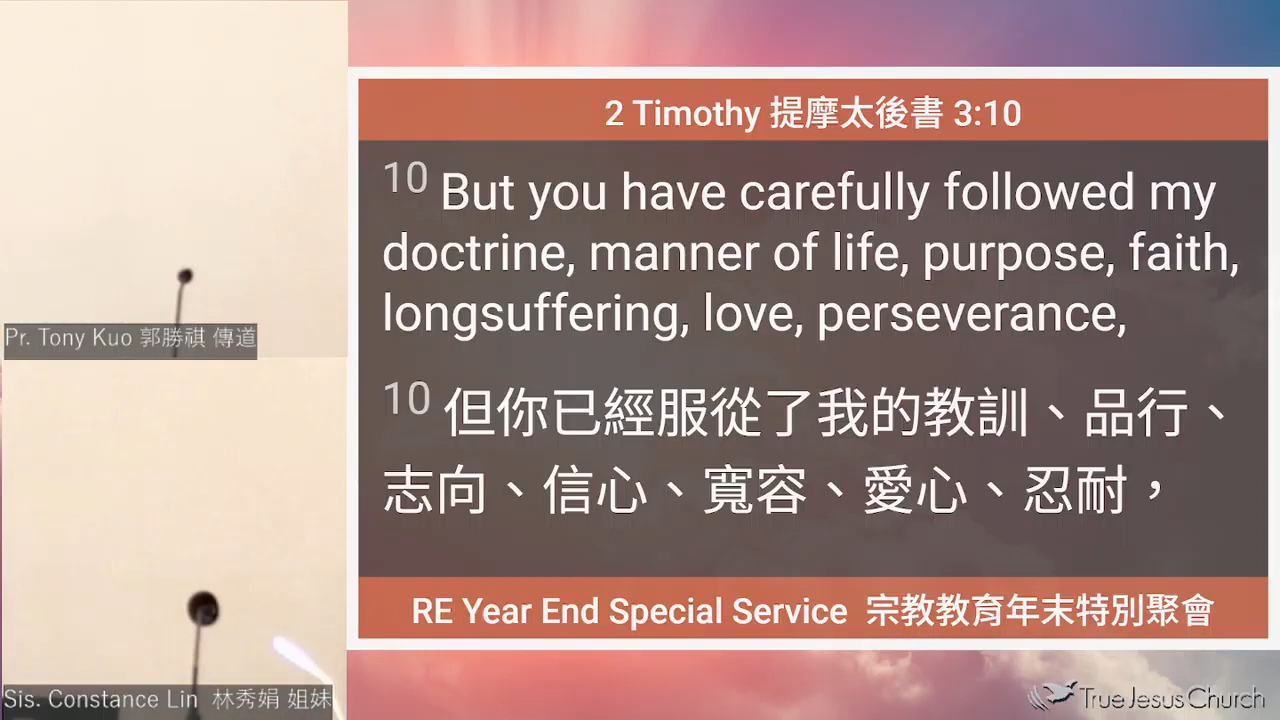 2 Timothy 提摩太後書 3:10
10 But you have carefully followed my
doctrine, manner of life, purpose, faith,
longsuffering, love, perseverance,
10 但你已經服從了我的教訓、品行、
志向、信心、寬容、愛心、忍耐，
RE Year End Special Service 宗教教育年末特別聚會
Pr. Tony Kuo 郭勝祺 傳道
Sis. Constance Lin 林秀娟 姐妹
True Jesus Church